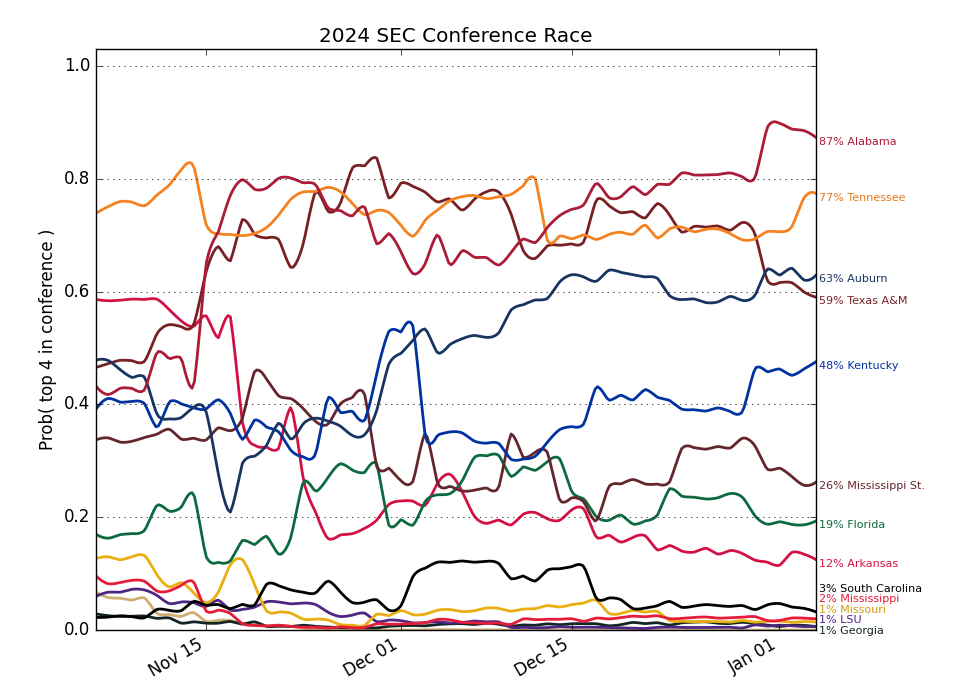 2024 SEC Conference Race
Prob( top 4 in conference )
1.0
0.8
0.6
0.4
0.2
0.0
Nov 15
Dec 01
Dec 15
Jan 01
87% Alabama
77% Tennessee
63% Auburn
59% Texas A&M
48% Kentucky
26% Mississippi St.
19% Florida
12% Arkansas
3% South Carolina
2% Mississippi
1% Missouri
1% LSU
1% Georgia